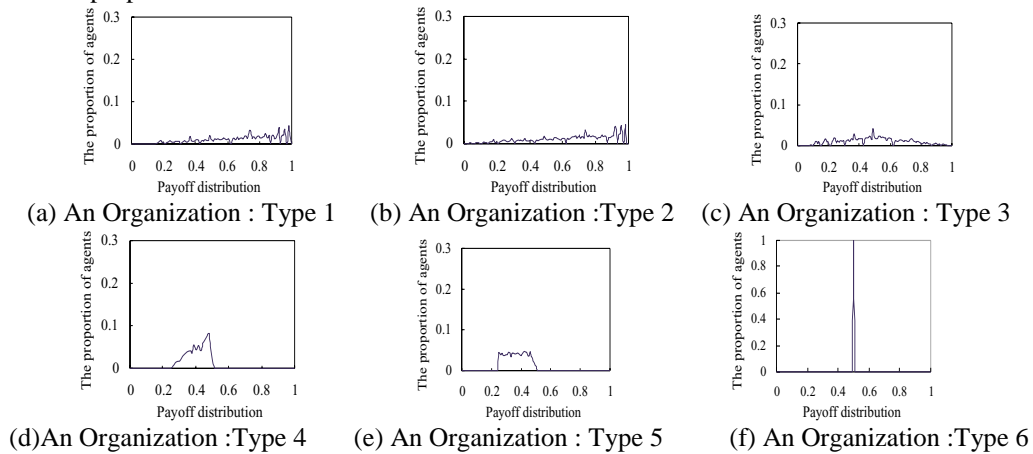 The proportion of agents
0.3
0.2
0.1
0
0 0.2 0.4 0.6 0.8 1
Payoff distribution
(a) An Organization : Type 1
The proportion of agents
0.3
0.2
0.1
0
0 0.2 0.4 0.6 0.8 1
Payoff distribution
(b) An Organization :Type 2
The proportion of agents
0.3
0.2
0.1
0
0 0.2 0.4 0.6 0.8 1
Payoff distribution
(c) An Organization : Type 3
The proportion of agents
0.3
0.2
0.1
0
0 0.2 0.4 0.6 0.8 1
Payoff distribution
(d)An Organization :Type 4
The proportion of agents
0.3
0.2
0.1
0
0 0.2 0.4 0.6 0.8 1
Payoff distribution
(e) An Organization : Type 5
The proportion of agents
1
0.8
0.6
0.4
0.2
0
0 0.2 0.4 0.6 0.8 1
Payoff distribution
(f) An Organization :Type 6